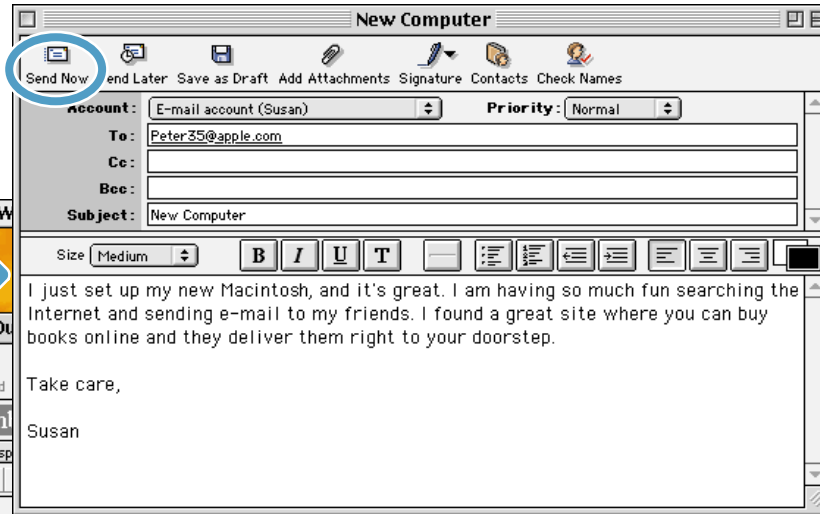 New Computer
Send Now Send Later Save as Draft Add Attachments Signature Contacts Check Names
Account: E-mail account (Susan) Priority: Normal
To: Peter35@apple.com
Cc:
Bcc:
Subject: New Computer
Size Medium B I U T
I just set up my new Macintosh, and it's great. I am having so much fun searching the
Internet and sending e-mail to my friends. I found a great site where you can buy
books online and they deliver them right to your doorstep.
Take care,
Susan